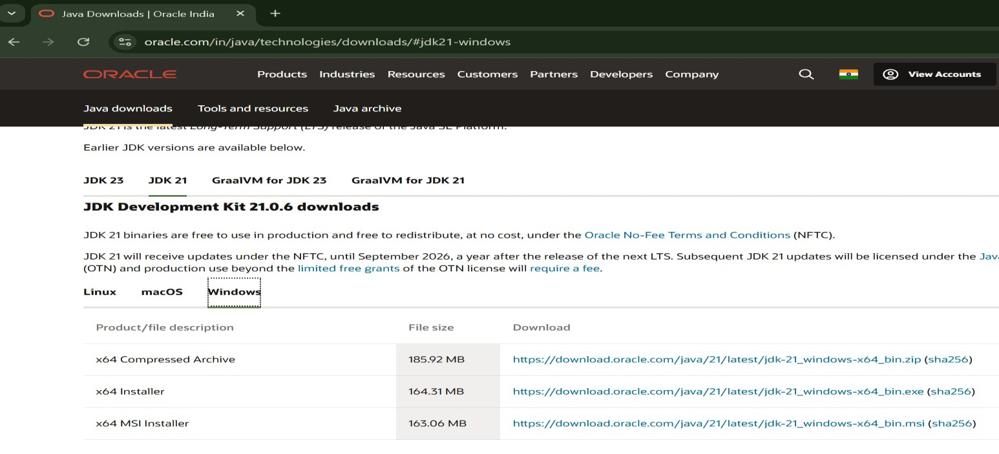 Java Downloads | Oracle India
oracle.com/in/java/technologies/downloads/#jdk21-windows
ORACLE Products Industries Resources Customers Partners Developers Company View Accounts
Java downloads Tools and resources Java archive
JDK 21 is the latest Long-Term Support (LTS) release of the Java SE Platform.
Earlier JDK versions are available below.
JDK 23 JDK 21 GraalVM for JDK 23 GraalVM for JDK 21
JDK Development Kit 21.0.6 downloads
JDK 21 binaries are free to use in production and free to redistribute, at no cost, under the Oracle No-Fee Terms and Conditions (NFTC).
JDK 21 will receive updates under the NFTC, until September 2026, a year after the release of the next LTS. Subsequent JDK 21 updates will be licensed under the Java
(OTN) and production use beyond the limited free grants of the OTN license will require a fee.
Linux macOS Windows
Product/file description File size Download
x64 Compressed Archive 185.92 MB https://download.oracle.com/java/21/latest/jdk-21_windows-x64_bin.zip (sha256)
x64 Installer 164.31 MB https://download.oracle.com/java/21/latest/jdk-21_windows-x64_bin.exe (sha256)
x64 MSI Installer 163.06 MB https://download.oracle.com/java/21/latest/jdk-21_windows-x64_bin.msi (sha256)